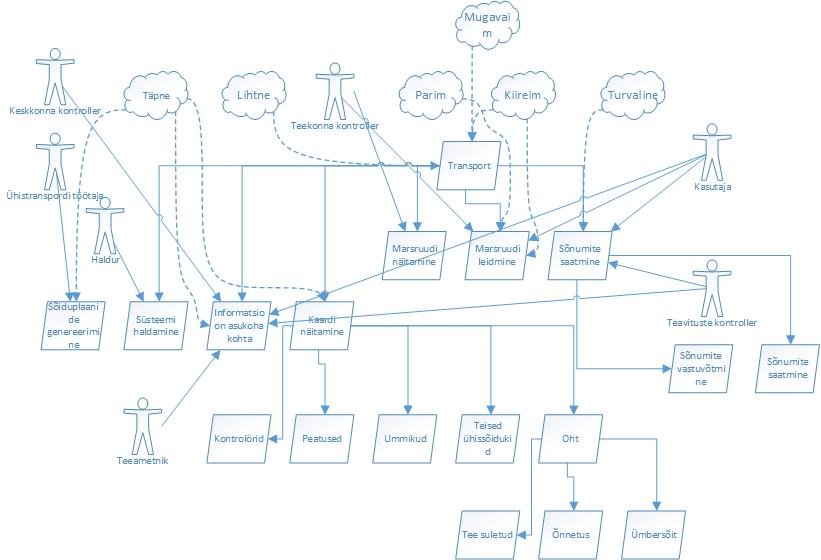 Mugavai
m
Täpne
Lihtne
Parim
Kiireim
Turvaline
Keskkonna kontroller
Teekonna kontroller
Transport
Kasutaja
Ühistranspordi töötaja
Haldur
Marsruudi
näitamine
Marsruudi
leidmine
Sõnumite
saatmine
Sõiduplaani
de
genereerimi
ne
Süsteemi
haldamine
Informatsio
on asukoha
kohta
Kaardi
näitamine
Teavituste kontroller
Sõnumite
vastuvõtmi
ne
Sõnumite
saatmine
Teeametnik
Kontrolörid
Peatused
Ummikud
Teised
ühissõiduki
d
Oht
Tee suletud
Õnnetus
Ümbersõit